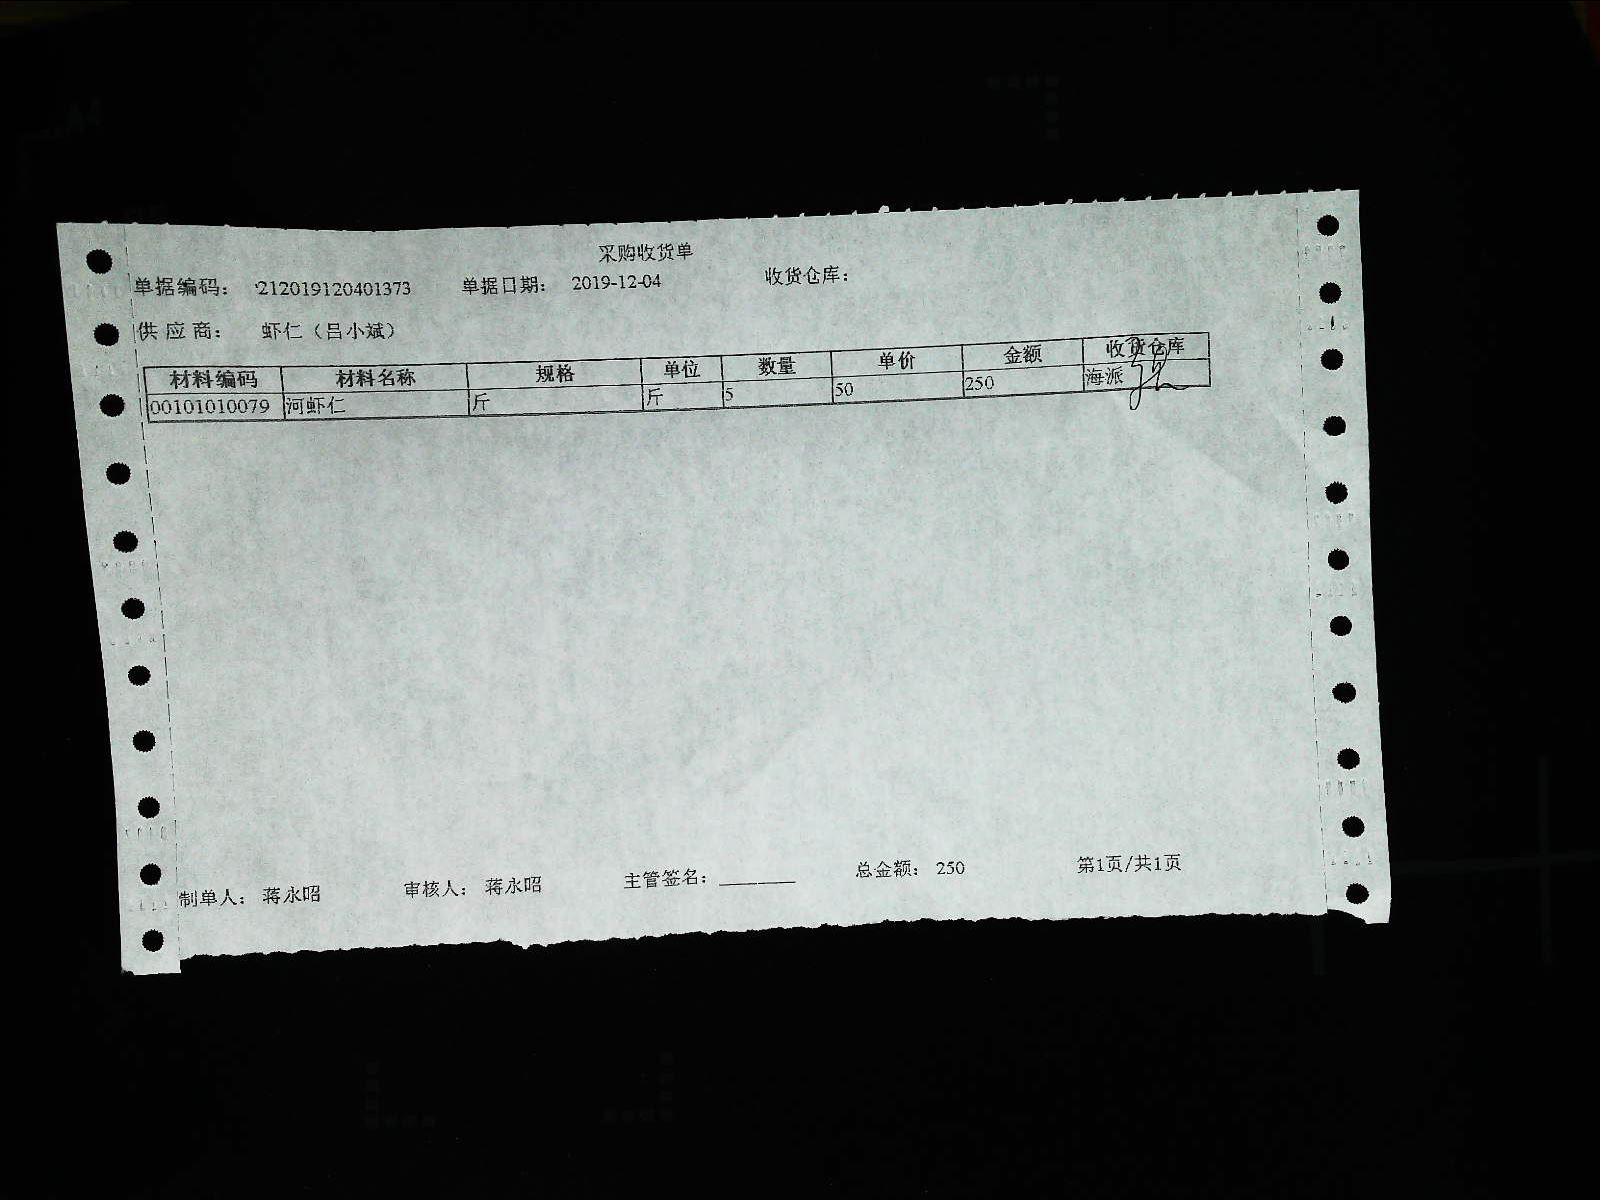 采购收货单
单据编码： 212019120401373 单据日期： 2019-12-04 收货仓库：
供应商： 虾仁（吕小斌）
材料编码 材料名称 规格 单位 数量 单价 金额 收货仓库
00101010079 河虾仁 斤 斤 5 50 250 海派
制单人： 蒋永昭 审核人： 蒋永昭 主管签名：________ 总金额： 250 第1页/共1页